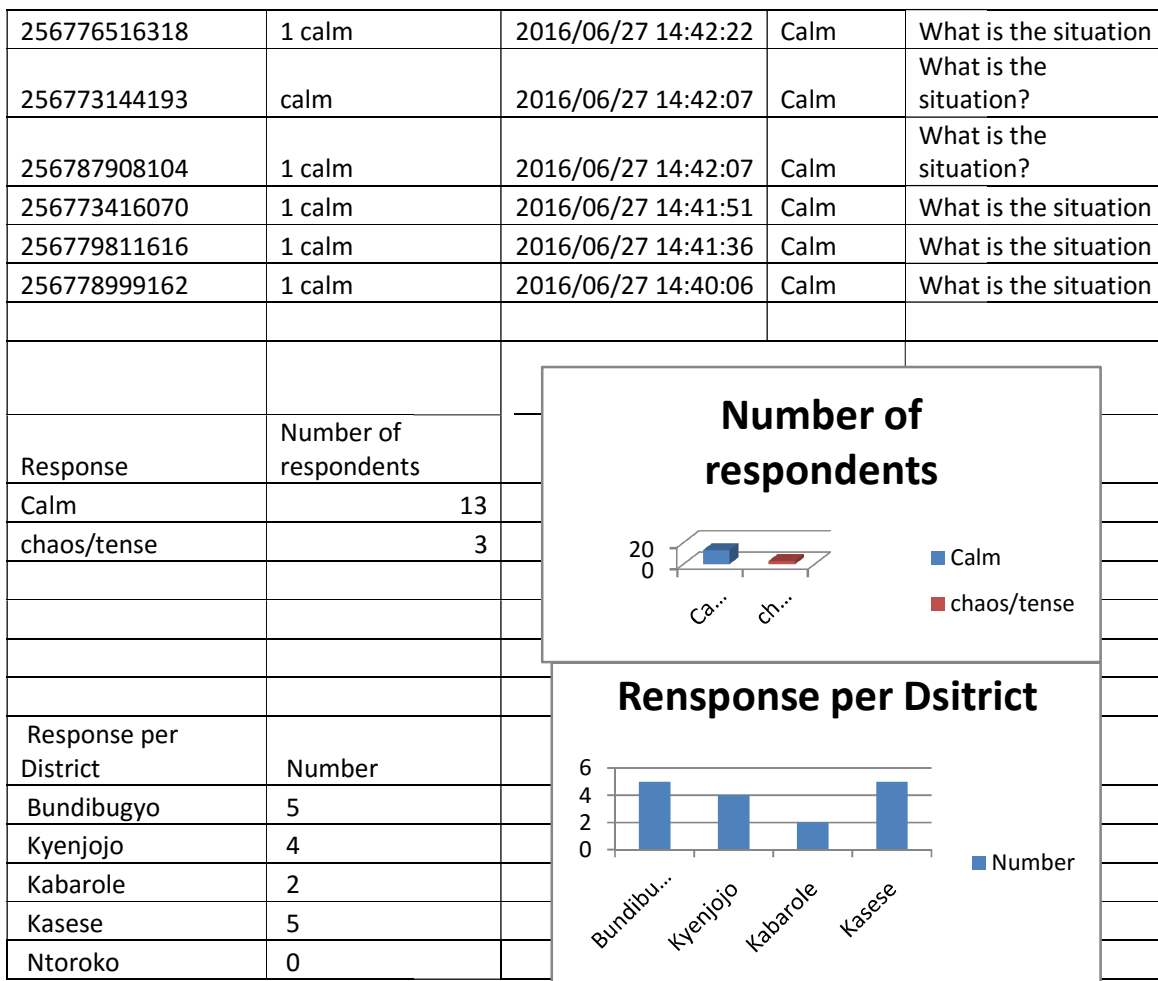 256776516318 1 calm 2016/06/27 14:42:22 Calm What is the situation
256773144193 calm 2016/06/27 14:42:07 Calm What is the situation?
256787908104 1 calm 2016/06/27 14:42:07 Calm What is the situation?
256773416070 1 calm 2016/06/27 14:41:51 Calm What is the situation
256779811616 1 calm 2016/06/27 14:41:36 Calm What is the situation
256778999162 1 calm 2016/06/27 14:40:06 Calm What is the situation
Response Number of respondents
Calm 13
chaos/tense 3
Number of
respondents
20
0
Ca...
ch...
Calm
chaos/tense
Response per District Number
Bundibugyo 5
Kyenjojo 4
Kabarole 2
Kasese 5
Ntoroko 0
Rensponse per Dsitrict
6
4
2
0
Bundibu...
Kyenjojo
Kabarole
Kasese
Number